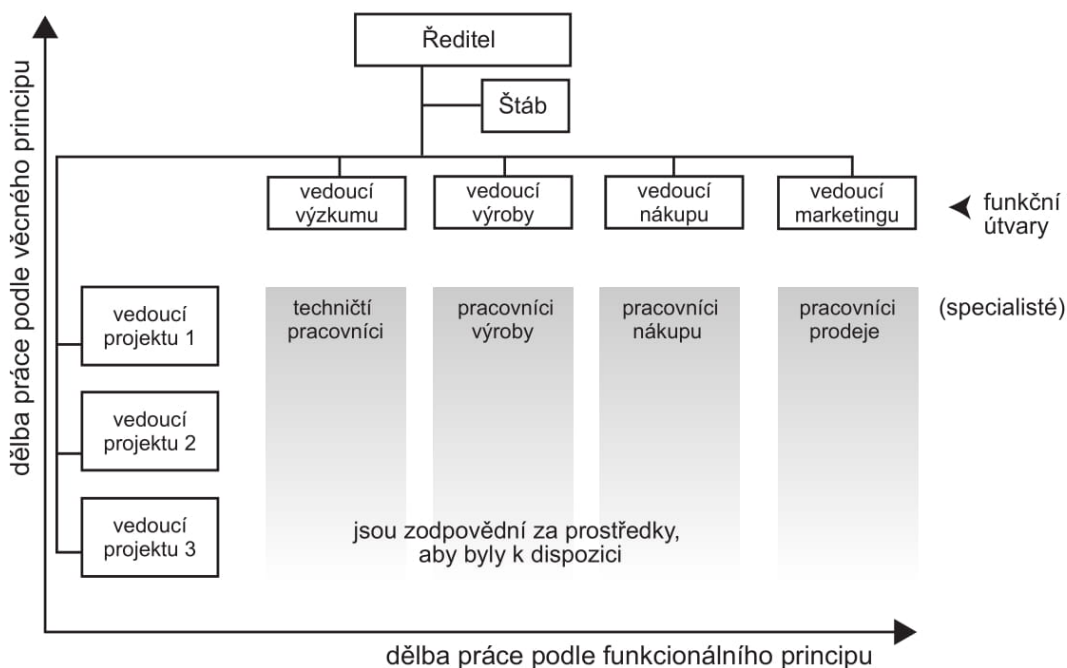 Ředitel
Štáb
vedoucí
výzkumu
vedoucí
výroby
vedoucí
nákupu
vedoucí
marketingu
funkční
útvary
vedoucí
projektu 1
techničtí
pracovníci
pracovníci
výroby
pracovníci
nákupu
pracovníci
prodeje
(specialisté)
vedoucí
projektu 2
vedoucí
projektu 3
jsou zodpovědní za prostředky,
aby byly k dispozici
dělba práce podle věcného principu
dělba práce podle funkcionálního principu